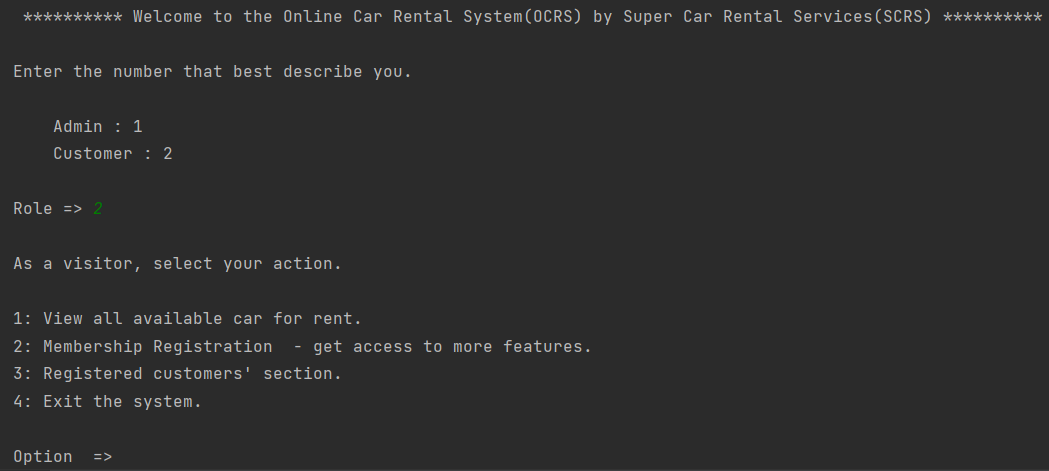 ********** Welcome to the Online Car Rental System(OCRS) by Super Car Rental Services(SCRS) **********
Enter the number that best describe you.
Admin : 1
Customer : 2
Role => 2
As a visitor, select your action.
1: View all available car for rent.
2: Membership Registration  - get access to more features.
3: Registered customers' section.
4: Exit the system.
Option  =>